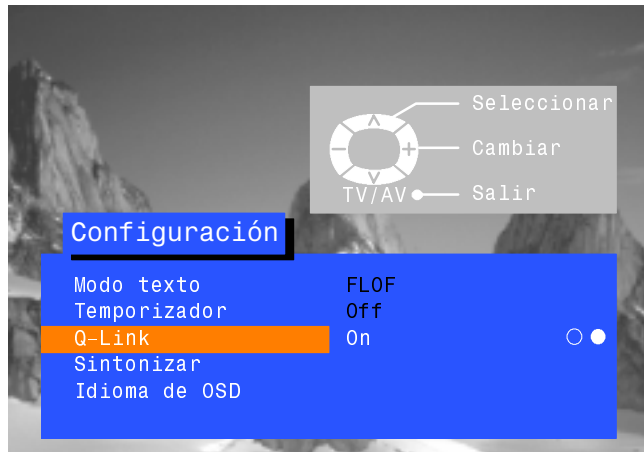 Seleccionar
Cambiar
TV/AV Salir
Configuración
Modo texto FLOF
Temporizador Off
Q-Link On
Sintonizar
Idioma de OSD